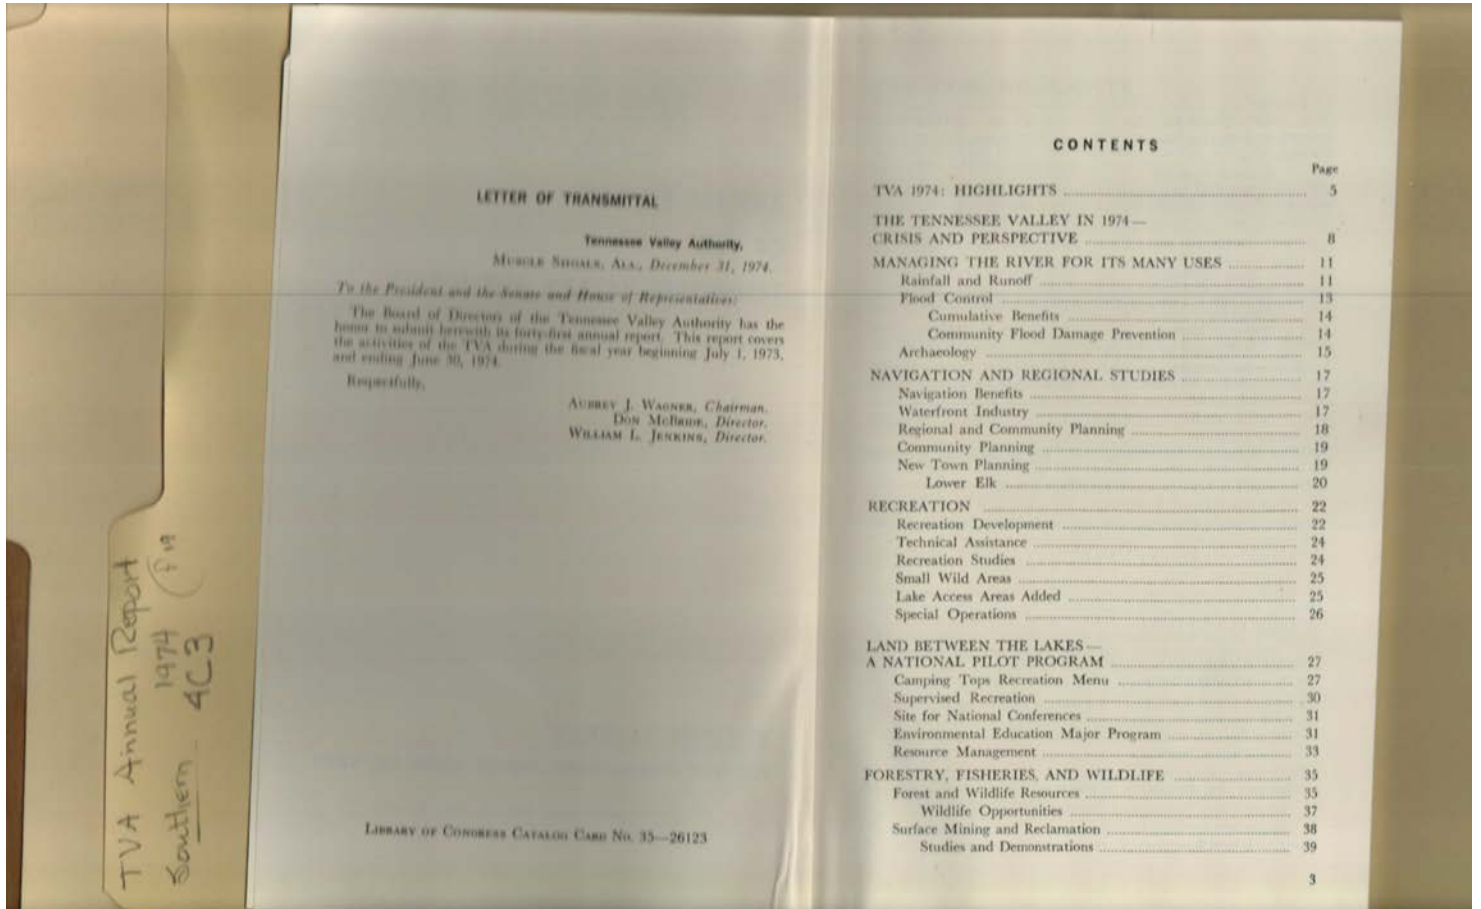 TVA Annual Report
1974
Southern 4C3
LETTER OF TRANSMITTAL
Tennessee Valley Authority,
Muscle Shoals, Ala., December 31, 1974.
To the President and the Senate and House of Representatives:
The Board of Directors of the Tennessee Valley Authority has the
honor to submit herewith its forty-first annual report. This report covers
the activities of the TVA during the fiscal year beginning July 1, 1973,
and ending June 30, 1974.
Respectfully,
Aubrey J. Wagner, Chairman.
Don McBride, Director.
William L. Jenkins, Director.
Library of Congress Catalog Card No. 35—26123
CONTENTS
Page
TVA 1974: HIGHLIGHTS 5
THE TENNESSEE VALLEY IN 1974—
CRISIS AND PERSPECTIVE 8
MANAGING THE RIVER FOR ITS MANY USES 11
Rainfall and Runoff 11
Flood Control 13
Cumulative Benefits 14
Community Flood Damage Prevention 14
Archaeology 15
NAVIGATION AND REGIONAL STUDIES 17
Navigation Benefits 17
Waterfront Industry 17
Regional and Community Planning 18
Community Planning 19
New Town Planning 19
Lower Elk 20
RECREATION 22
Recreation Development 22
Technical Assistance 24
Recreation Studies 24
Small Wild Areas 25
Lake Access Areas Added 25
Special Operations 26
LAND BETWEEN THE LAKES—
A NATIONAL PILOT PROGRAM 27
Camping Tops Recreation Menu 27
Supervised Recreation 30
Site for National Conferences 31
Environmental Education Major Program 31
Resource Management 33
FORESTRY, FISHERIES, AND WILDLIFE 35
Forest and Wildlife Resources 35
Wildlife Opportunities 37
Surface Mining and Reclamation 38
Studies and Demonstrations 39
3